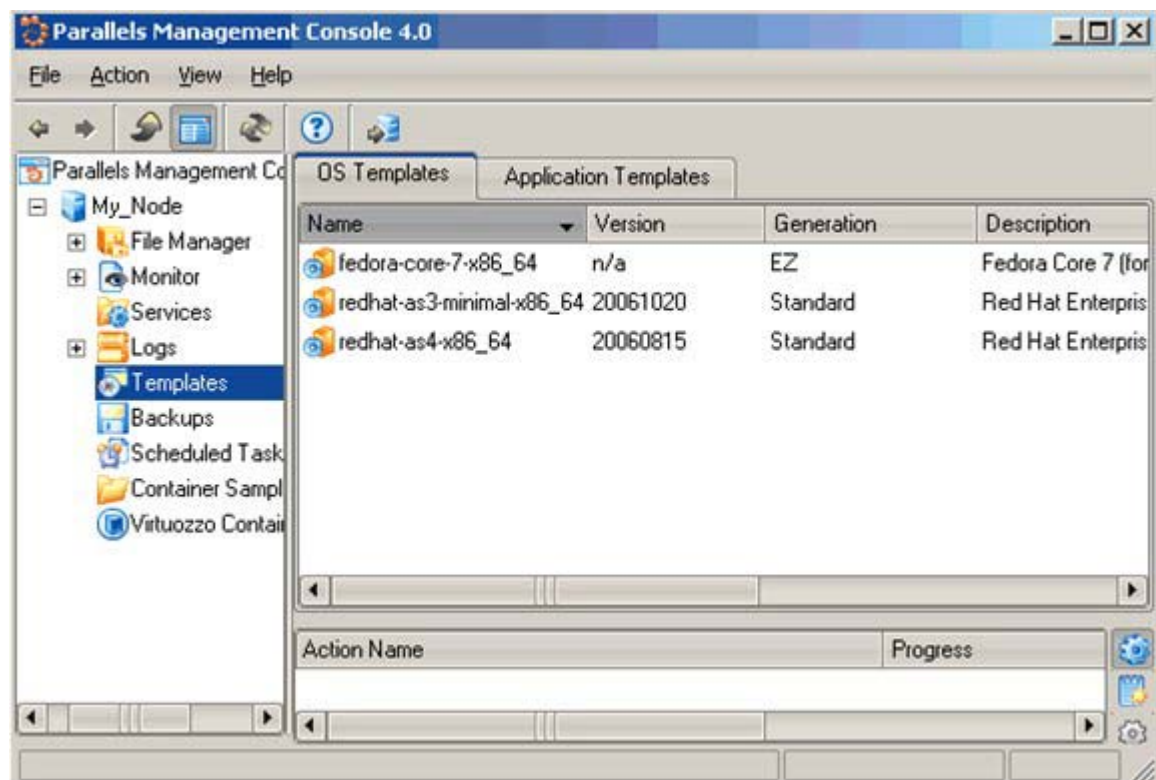 Parallels Management Console 4.0
File Action View Help
Parallels Management Co
My_Node
File Manager
Monitor
Services
Logs
Templates
Backups
Scheduled Task
Container Sampl
Virtuozzo Contai
OS Templates Application Templates
Name Version Generation Description
fedora-core-7-x86_64 n/a EZ Fedora Core 7 (for
redhat-as3-minimal-x86_64 20061020 Standard Red Hat Enterpris
redhat-as4-x86_64 20060815 Standard Red Hat Enterpris
Action Name Progress